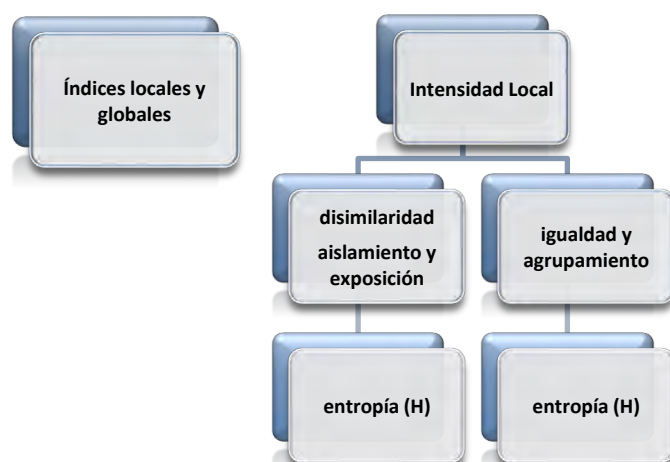 Índices locales y
globales
Intensidad Local
disimilaridad
aislamiento y
exposición
igualdad y
agrupamiento
entropía (H)
entropía (H)